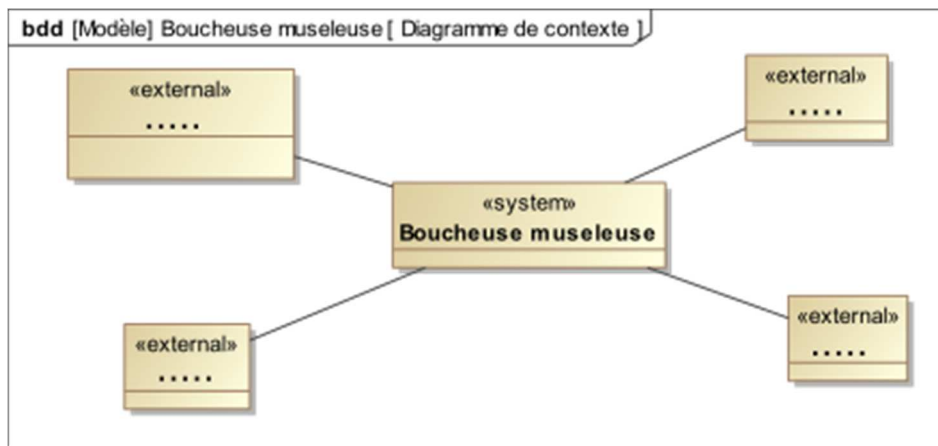 bdd [Modèle] Boucheuse museleuse [ Diagramme de contexte ]
«external»
.....
«external»
.....
«system»
Boucheuse museleuse
«external»
.....
«external»
.....